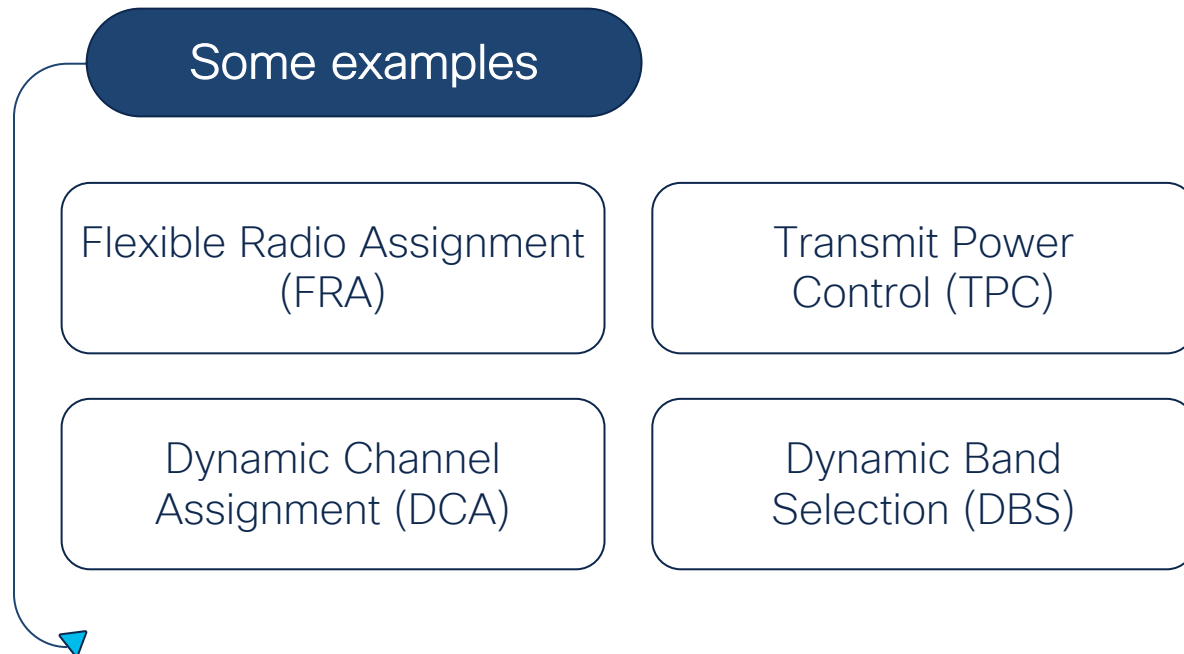 Some examples
Flexible Radio Assignment
(FRA)
Transmit Power
Control (TPC)
Dynamic Channel
Assignment (DCA)
Dynamic Band
Selection (DBS)